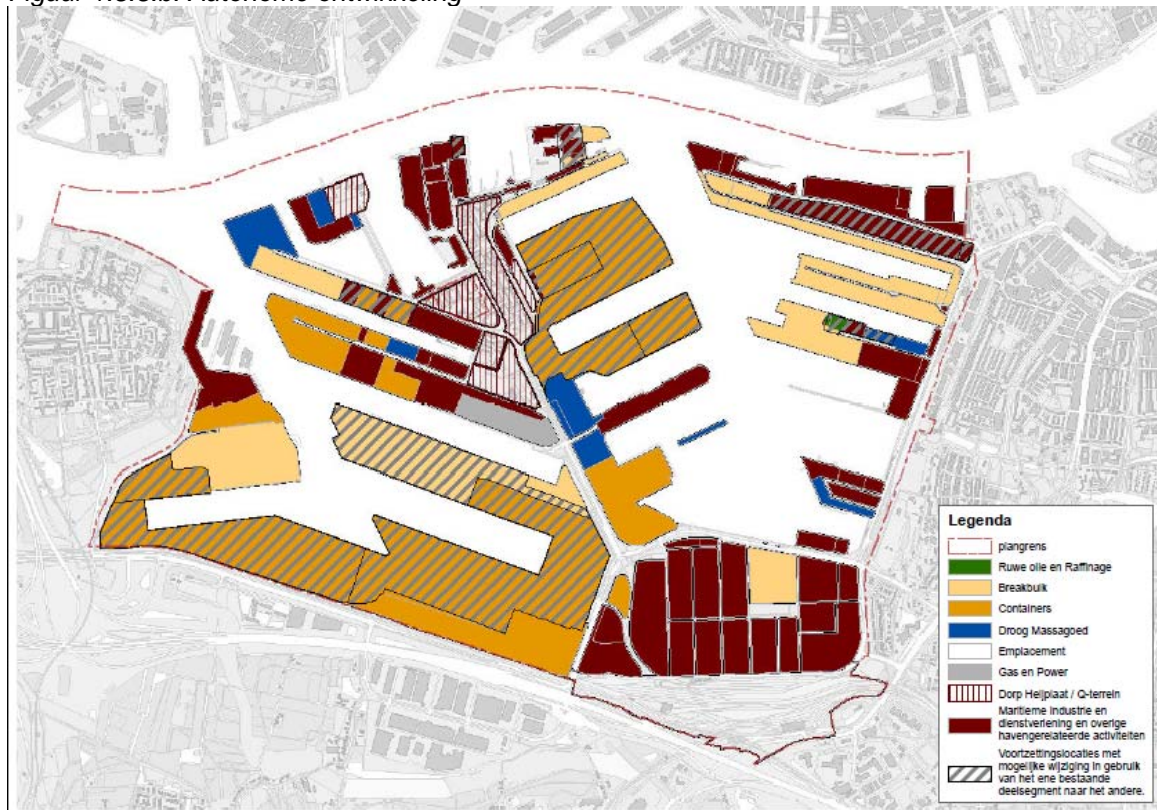 Autonome ontwikkeling
Legenda
plangrens
Ruwe olie en Raffinage
Breakbulk
Containers
Droog Massagoed
Emplacement
Gas en Power
Dorp Heijplaat / Q-terrein
Maritieme Industrie en
dienstverlening en overige
havengerelateerde activiteiten
Voortzettingslocaties met
mogelijke wijziging in gebruik
van het ene bestaande
deelsegment naar het andere.